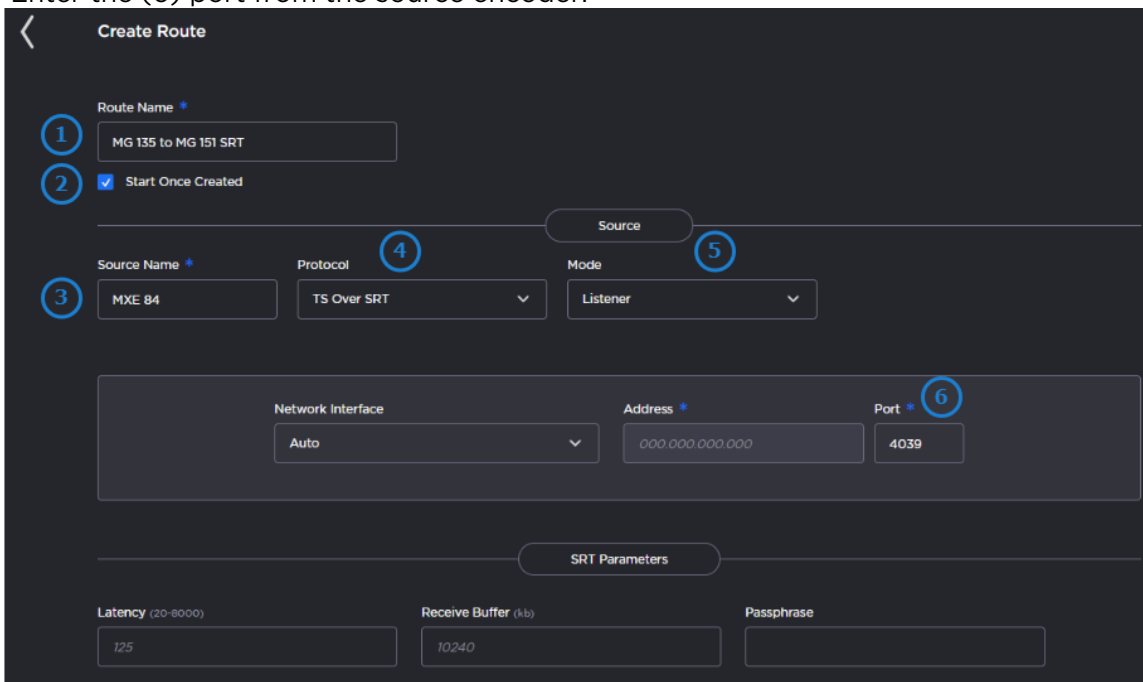 Enter the (6) port from the source encoder.
Create Route
Route Name *
1
MG 135 to MG 151 SRT
2 Start Once Created
Source
4 5
Source Name * Protocol Mode
3 MXE 84 TS Over SRT Listener
6
Network Interface Address * Port *
Auto 000.000.000.000 4039
SRT Parameters
Latency (20-8000) Receive Buffer (kb) Passphrase
125 10240